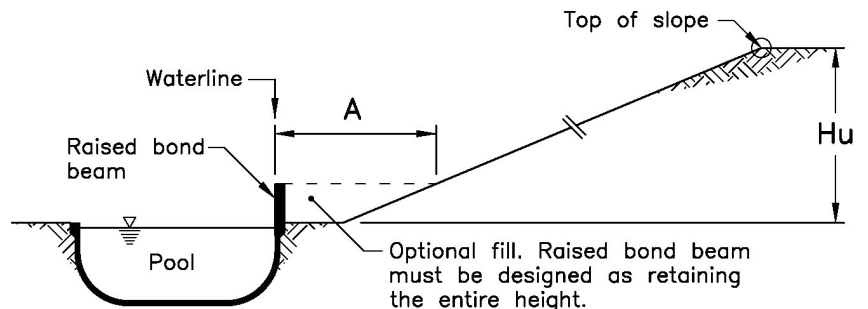 Top of slope
Waterline
A
Hu
Raised bond
beam
Pool
Optional fill. Raised bond beam
must be designed as retaining
the entire height.